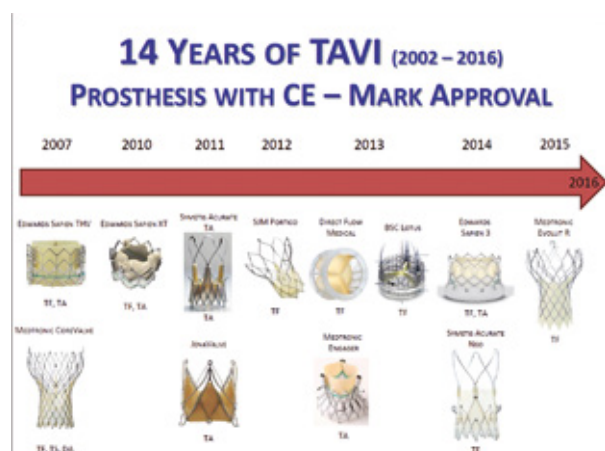 14 YEARS OF TAVI (2002 – 2016)
PROSTHESIS WITH CE – MARK APPROVAL
2007 2010 2011 2012 2013 2014 2015
2016
EDWARDS SAPIEN THV
TF, TA
EDWARDS SAPIEN XT
TF, TA
SYMETIS ACURATE
TA
TA
SJM PORTICO
TF
DIRECT FLOW
MEDICAL
TF
BSC LOTUS
TF
EDWARDS
SAPIEN 3
TF, TA
MEDTRONIC
EVOLUT R
TF
MEDTRONIC COREVALVE
TF, TS, DA
JENAVALVE
TA
MEDTRONIC
ENGAGER
TA
SYMETIS ACURATE
NEO
TF